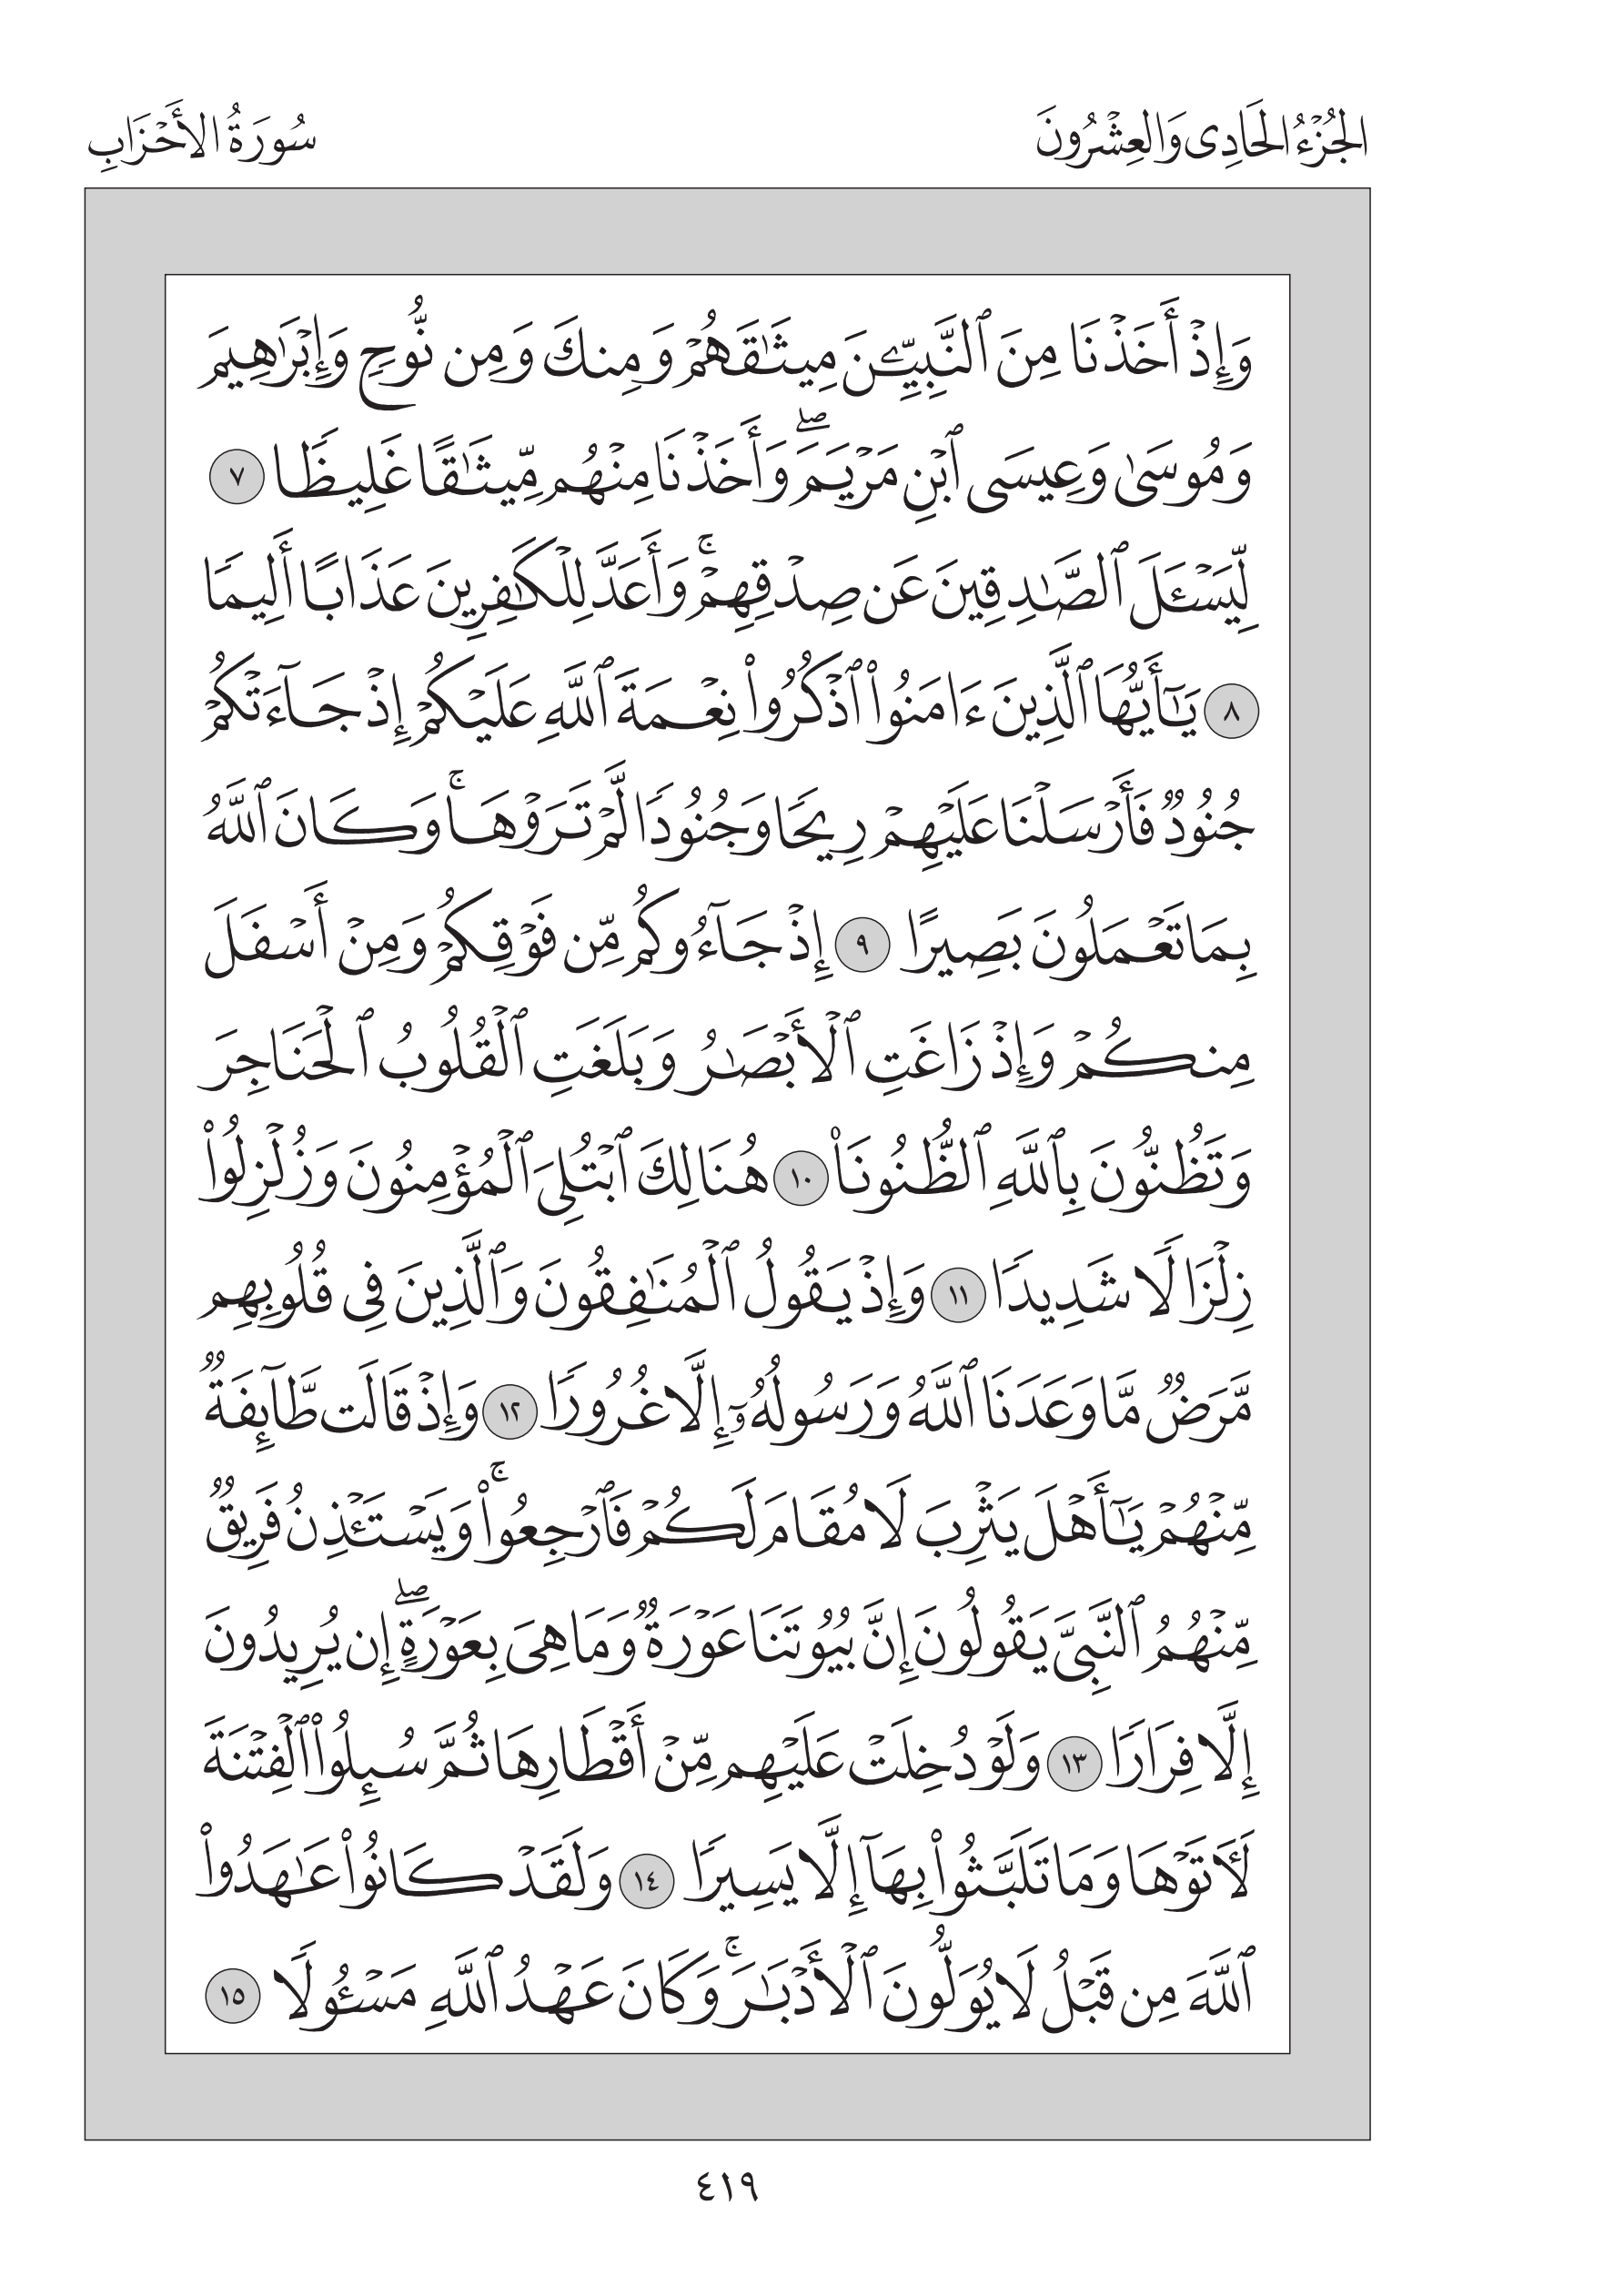 الجُزْءُ الحَادِى وَالعِشْرُونَ
سُورَةُ الأَحْزَابِ
وَإِذْ أَخَذْنَا مِنَ ٱلنَّبِيِّـۧنَ مِيثَـٰقَهُمْ وَمِنكَ وَمِن نُّوحٍ وَإِبْرَٰهِيمَ
وَمُوسَىٰ وَعِيسَى ٱبْنِ مَرْيَمَ ۖ وَأَخَذْنَا مِنْهُم مِّيثَـٰقًا غَلِيظًا ٧
لِّيَسْـَٔلَ ٱلصَّـٰدِقِينَ عَن صِدْقِهِمْ ۚ وَأَعَدَّ لِلْكَـٰفِرِينَ عَذَابًا أَلِيمًا
٨ يَـٰٓأَيُّهَا ٱلَّذِينَ ءَامَنُوا۟ ٱذْكُرُوا۟ نِعْمَةَ ٱللَّهِ عَلَيْكُمْ إِذْ جَآءَتْكُمْ
جُنُودٌ فَأَرْسَلْنَا عَلَيْهِمْ رِيحًا وَجُنُودًا لَّمْ تَرَوْهَا ۚ وَكَانَ ٱللَّهُ
بِمَا تَعْمَلُونَ بَصِيرًا ٩ إِذْ جَآءُوكُم مِّن فَوْقِكُمْ وَمِنْ أَسْفَلَ
مِنكُمْ وَإِذْ زَاغَتِ ٱلْأَبْصَـٰرُ وَبَلَغَتِ ٱلْقُلُوبُ ٱلْحَنَاجِرَ
وَتَظُنُّونَ بِٱللَّهِ ٱلظُّنُونَا۠ ١٠ هُنَالِكَ ٱبْتُلِىَ ٱلْمُؤْمِنُونَ وَزُلْزِلُوا۟
زِلْزَالًا شَدِيدًا ١١ وَإِذْ يَقُولُ ٱلْمُنَـٰفِقُونَ وَٱلَّذِينَ فِى قُلُوبِهِم
مَّرَضٌ مَّا وَعَدَنَا ٱللَّهُ وَرَسُولُهُۥٓ إِلَّا غُرُورًا ١٢ وَإِذْ قَالَت طَّآئِفَةٌ
مِّنْهُمْ يَـٰٓأَهْلَ يَثْرِبَ لَا مُقَامَ لَكُمْ فَٱرْجِعُوا۟ ۚ وَيَسْتَـْٔذِنُ فَرِيقٌ
مِّنْهُمُ ٱلنَّبِىَّ يَقُولُونَ إِنَّ بُيُوتَنَا عَوْرَةٌ وَمَا هِىَ بِعَوْرَةٍ ۖ إِن يُرِيدُونَ
إِلَّا فِرَارًا ١٣ وَلَوْ دُخِلَتْ عَلَيْهِم مِّنْ أَقْطَارِهَا ثُمَّ سُئِلُوا۟ ٱلْفِتْنَةَ
لَـَٔاتَوْهَا وَمَا تَلَبَّثُوا۟ بِهَآ إِلَّا يَسِيرًا ١٤ وَلَقَدْ كَانُوا۟ عَـٰهَدُوا۟
ٱللَّهَ مِن قَبْلُ لَا يُوَلُّونَ ٱلْأَدْبَـٰرَ ۚ وَكَانَ عَهْدُ ٱللَّهِ مَسْـُٔولًا ١٥
٤١٩